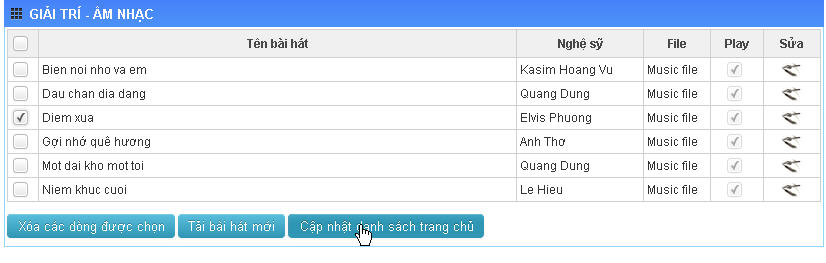 GIẢI TRÍ - ÂM NHẠC
Tên bài hát Nghệ sỹ File Play Sửa
Bien noi nho va em Kasim Hoang Vu Music file
Dau chan dia dang Quang Dung Music file
Diem xua Elvis Phuong Music file
Gợi nhớ quê hương Anh Thơ Music file
Mot dai kho mot toi Quang Dung Music file
Niem khuc cuoi Le Hieu Music file
Xóa các dòng được chọn Tải bài hát mới Cập nhật danh sách trang chủ